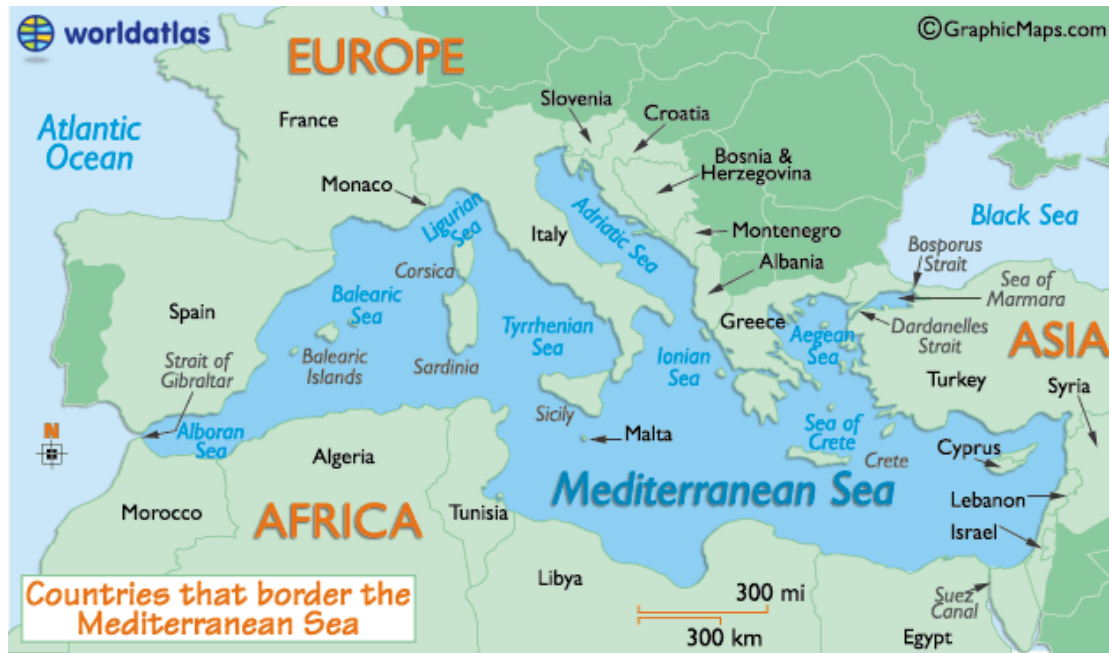 worldatlas
©GraphicMaps.com
EUROPE
Atlantic
Ocean
France
Slovenia
Croatia
Bosnia &
Herzegovina
Monaco
Ligurian
Sea
Italy
Adriatic Sea
Montenegro
Albania
Black Sea
Bosporus
Strait
Sea of
Marmara
Corsica
Balearic
Sea
Spain
Tyrrhenian
Sea
Greece
Aegean
Sea
Dardanelles
Strait
ASIA
Strait of
Gibraltar
Balearic
Islands
Sardinia
Ionian
Sea
Turkey
Syria
Sicily
Malta
Sea of
Crete
Crete
Cyprus
N
Alboran
Sea
Algeria
Mediterranean Sea
Lebanon
Israel
Morocco
AFRICA
Tunisia
Libya
300 mi
300 km
Suez
Canal
Egypt
Countries that border the
Mediterranean Sea